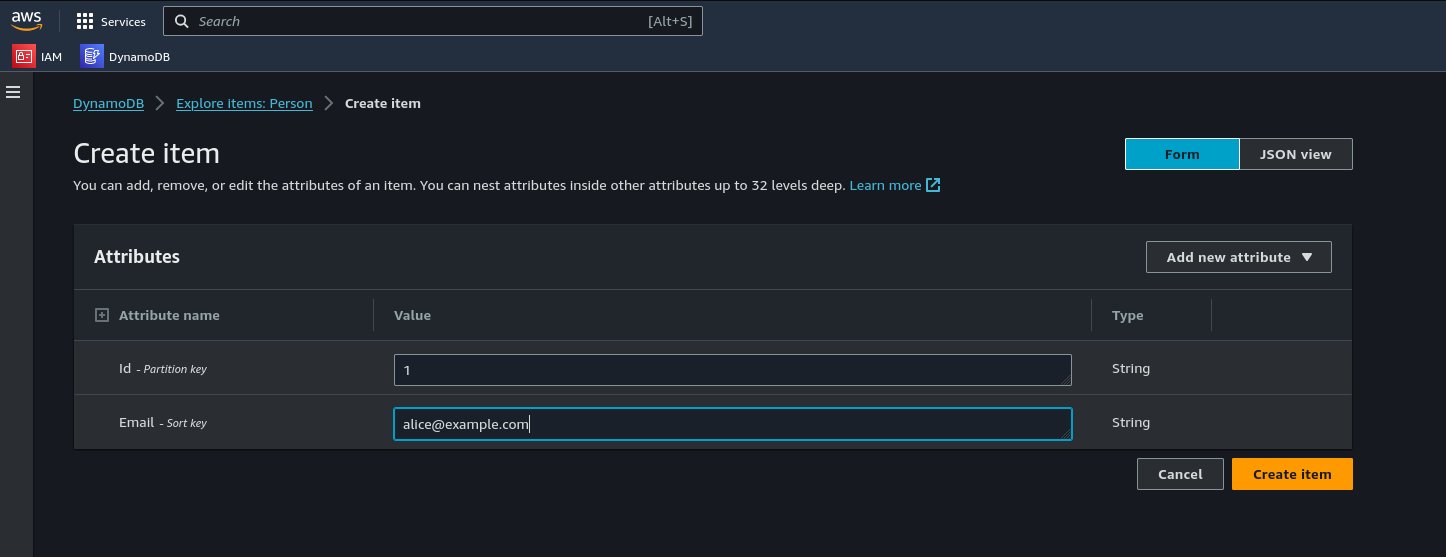 aws Services Search [Alt+S]
IAM DynamoDB
DynamoDB Explore items: Person Create item
Create item Form JSON view
You can add, remove, or edit the attributes of an item. You can nest attributes inside other attributes up to 32 levels deep. Learn more
Attributes Add new attribute
Attribute name Value Type
Id - Partition key 1 String
Email - Sort key alice@example.com String
Cancel Create item